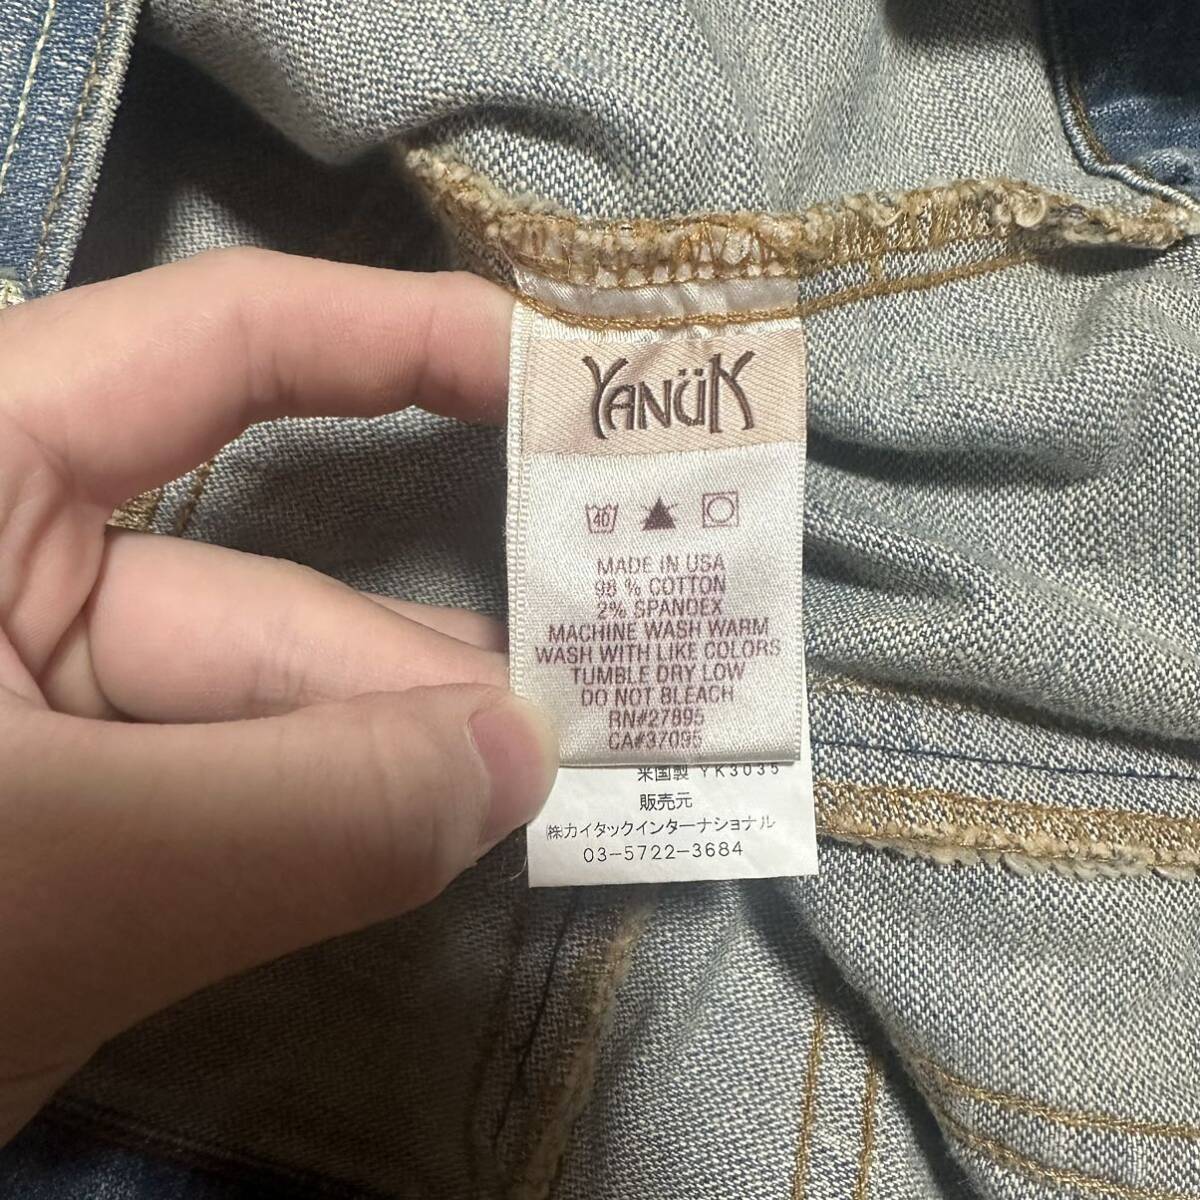 YANÜK
40
MADE IN USA
98 % COTTON
2% SPANDEX
MACHINE WASH WARM
WASH WITH LIKE COLORS
TUMBLE DRY LOW
DO NOT BLEACH
RN#27895
CA#37095
米国製 YK3035
販売元
㈱カイタックインターナショナル
03-5722-3684